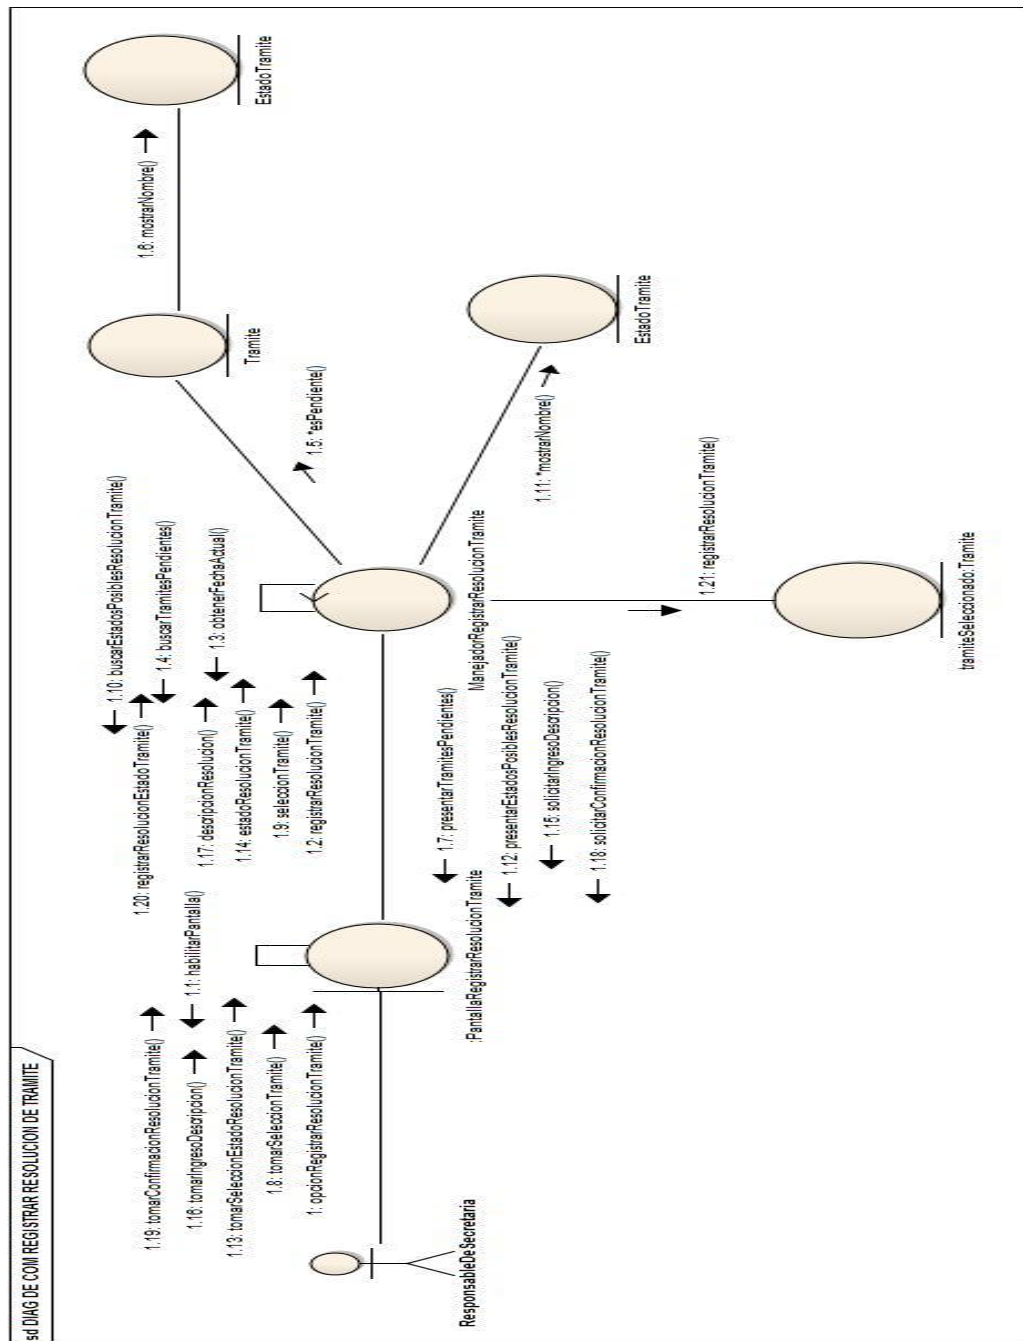 sd DIAG DE COM REGISTRAR RESOLUCION DE TRAMITE
1.19: tomarConfirmacionResolucionTramite()
1.16: tomarIngresoDescripcion()
1.1: habilitarPantalla()
1.13: tomarSeleccionEstadoResolucionTramite()
1.8: tomarSeleccionTramite()
1: opcionRegistrarResolucionTramite()
ResponsableDeSecretaria
:PantallaRegistrarResolucionTramite
1.10: buscarEstadosPosiblesResolucionTramite()
1.20: registrarResolucionEstadoTramite()
1.4: buscarTramitesPendientes()
1.17: descripcionResolucion()
1.3: obtenerFechaActual()
1.14: estadoResolucionTramite()
1.9: seleccionTramite()
1.2: registrarResolucionTramite()
1.7: presentarTramitesPendientes()
1.12: presentarEstadosPosiblesResolucionTramite()
1.15: solicitarIngresoDescripcion()
1.18: solicitarConfirmacionResolucionTramite()
ManejadorRegistrarResolucionTramite
1.5: *esPendiente()
Tramite
1.6: mostrarNombre()
EstadoTramite
1.11: *mostrarNombre()
EstadoTramite
1.21: registrarResolucionTramite()
tramiteSeleccionado:Tramite